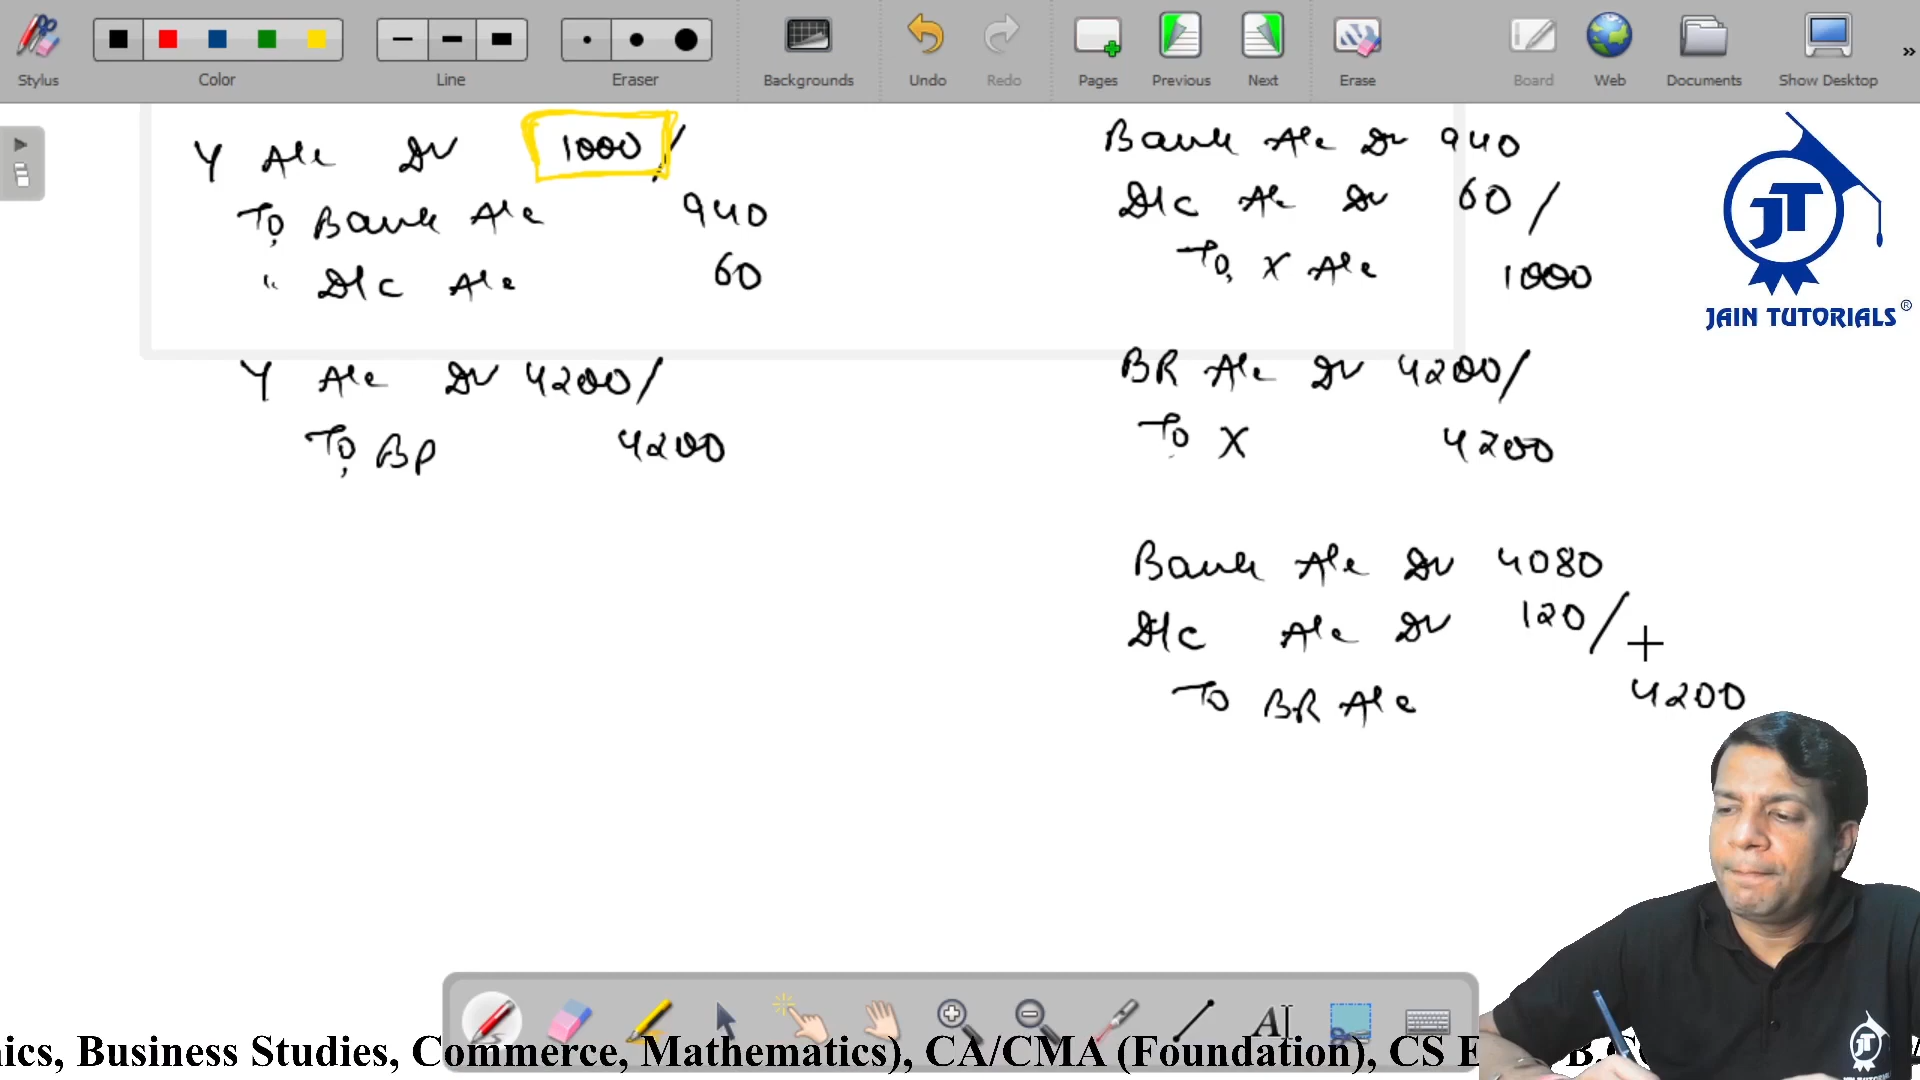 Stylus
Color
Line
Eraser
Backgrounds
Undo
Redo
Pages
Previous
Next
Erase
Board
Web
Documents
Show Desktop
»
Y A/c Dr 1000/
To Bank A/c 940
" D/c A/c 60
Y A/c Dr 4200/
To BP 4200
Bank A/c Dr 940
D/c A/c Dr 60/
To X A/c 1000
BR A/c Dr 4200/
To X 4200
Bank A/c Dr 4080
D/c A/c Dr 120/
To BR A/c 4200
JT
JAIN TUTORIALS®
JT
ics, Business Studies, Commerce, Mathematics), CA/CMA (Foundation), CS E